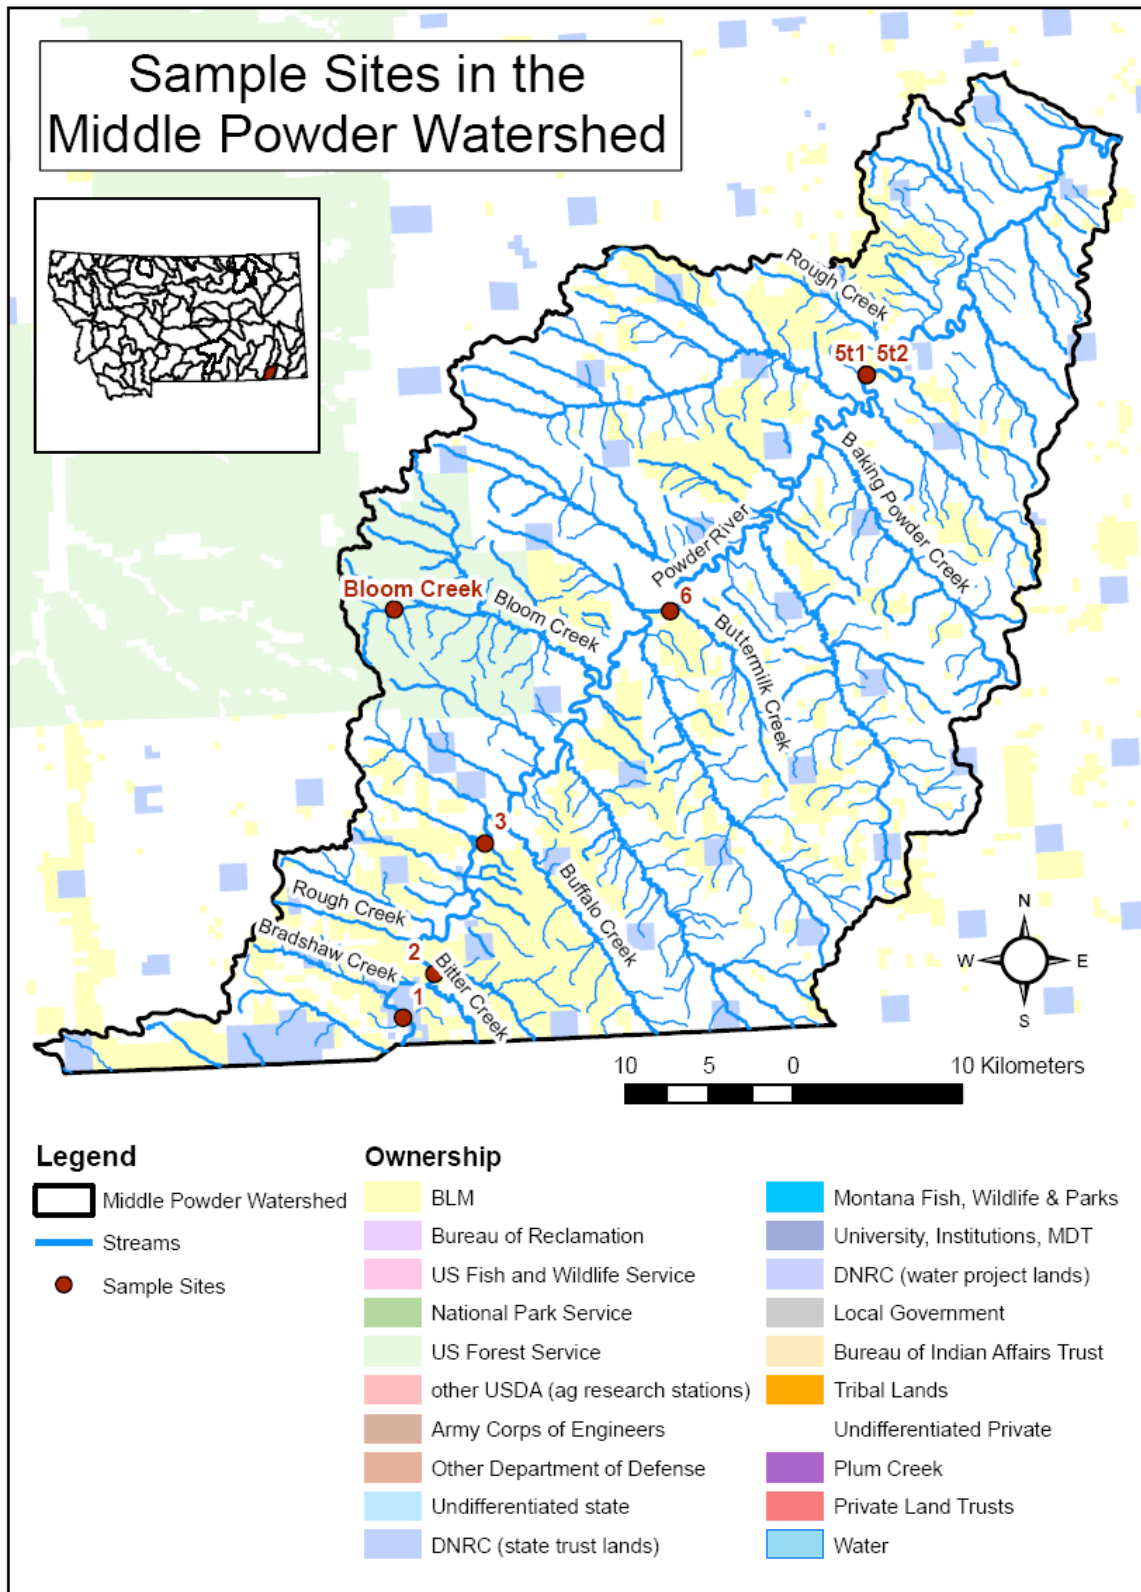 Sample Sites in the
Middle Powder Watershed
Rough Creek
5t1 5t2
Baking Powder Creek
Powder River
Bloom Creek
Bloom Creek
6
Buttermilk Creek
3
Buffalo Creek
Rough Creek
Bradshaw Creek
2
Bitter Creek
1
N
W E
S
10 5 0 10 Kilometers
Legend
Middle Powder Watershed
Streams
Sample Sites
Ownership
BLM
Bureau of Reclamation
US Fish and Wildlife Service
National Park Service
US Forest Service
other USDA (ag research stations)
Army Corps of Engineers
Other Department of Defense
Undifferentiated state
DNRC (state trust lands)
Montana Fish, Wildlife & Parks
University, Institutions, MDT
DNRC (water project lands)
Local Government
Bureau of Indian Affairs Trust
Tribal Lands
Undifferentiated Private
Plum Creek
Private Land Trusts
Water